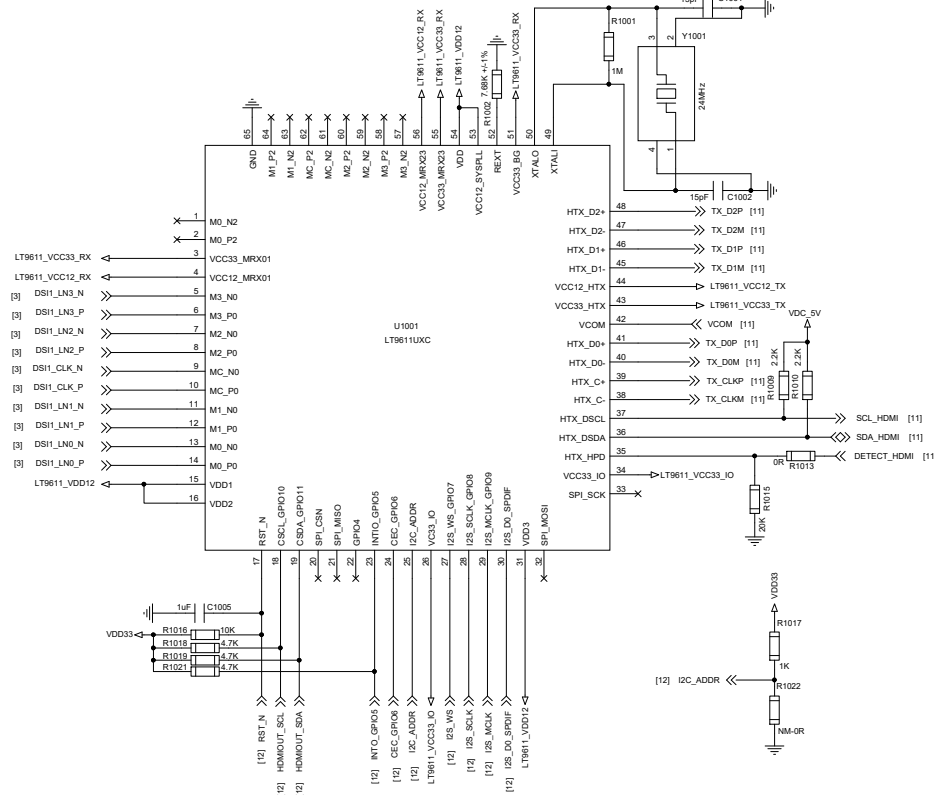 15pF
LT9611_VCC12_RX
LT9611_VCC33_RX
LT9611_VDD12
R1002 7.68K +/-1%
LT9611_VCC33_RX
R1001
1M
Y1001
3
2
24MHz
4
1
15pF
C1002
65
64
63
62
61
60
59
58
57
56
55
54
53
52
51
50
49
GND
M1_P2
M1_N2
MC_P2
MC_N2
M2_P2
M2_N2
M3_P2
M3_N2
VCC12_MRX23
VCC33_MRX23
VDD
VCC12_SYSPLL
REXT
VCC33_BG
XTALO
XTALI
1 M0_N2
2 M0_P2
LT9611_VCC33_RX 3 VCC33_MRX01
LT9611_VCC12_RX 4 VCC12_MRX01
[3] DSI1_LN3_N 5 M3_N0
[3] DSI1_LN3_P 6 M3_P0
[3] DSI1_LN2_N 7 M2_N0
[3] DSI1_LN2_P 8 M2_P0
[3] DSI1_CLK_N 9 MC_N0
[3] DSI1_CLK_P 10 MC_P0
[3] DSI1_LN1_N 11 M1_N0
[3] DSI1_LN1_P 12 M1_P0
[3] DSI1_LN0_N 13 M0_N0
[3] DSI1_LN0_P 14 M0_P0
LT9611_VDD12 15 VDD1
16 VDD2
U1001
LT9611UXC
HTX_D2+ 48 TX_D2P [11]
HTX_D2- 47 TX_D2M [11]
HTX_D1+ 46 TX_D1P [11]
HTX_D1- 45 TX_D1M [11]
VCC12_HTX 44 LT9611_VCC12_TX
VCC33_HTX 43 LT9611_VCC33_TX
VCOM 42 VCOM [11]
HTX_D0+ 41 TX_D0P [11]
HTX_D0- 40 TX_D0M [11]
HTX_C+ 39 TX_CLKP [11]
HTX_C- 38 TX_CLKM [11]
HTX_DSCL 37 SCL_HDMI [11]
HTX_DSDA 36 SDA_HDMI [11]
HTX_HPD 35 0R R1013 DETECT_HDMI [11
VCC33_IO 34 LT9611_VCC33_IO
SPI_SCK 33
VDC_5V
2.2K
R1009
2.2K
R1010
R1015
20K
RST_N
CSCL_GPIO10
CSDA_GPIO11
SPI_CSN
SPI_MISO
GPIO4
INTIO_GPIO5
CEC_GPIO6
I2C_ADDR
VC33_IO
I2S_WS_GPIO7
I2S_SCLK_GPIO8
I2S_MCLK_GPIO9
I2S_D0_SPDIF
VDD3
SPI_MOSI
17
18
19
20
21
22
23
24
25
26
27
28
29
30
31
32
1uF C1005
VDD33
R1016 10K
R1018 4.7K
R1019 4.7K
R1021 4.7K
[12] RST_N
12] HDMIOUT_SCL
12] HDMIOUT_SDA
[12] INTO_GPIO5
[12] CEC_GPIO6
[12] I2C_ADDR
LT9611_VCC33_IO
[12] I2S_WS
[12] I2S_SCLK
[12] I2S_MCLK
[12] I2S_D0_SPDIF
LT9611_VDD12
VDD33
R1017
1K
[12] I2C_ADDR
R1022
NM-0R